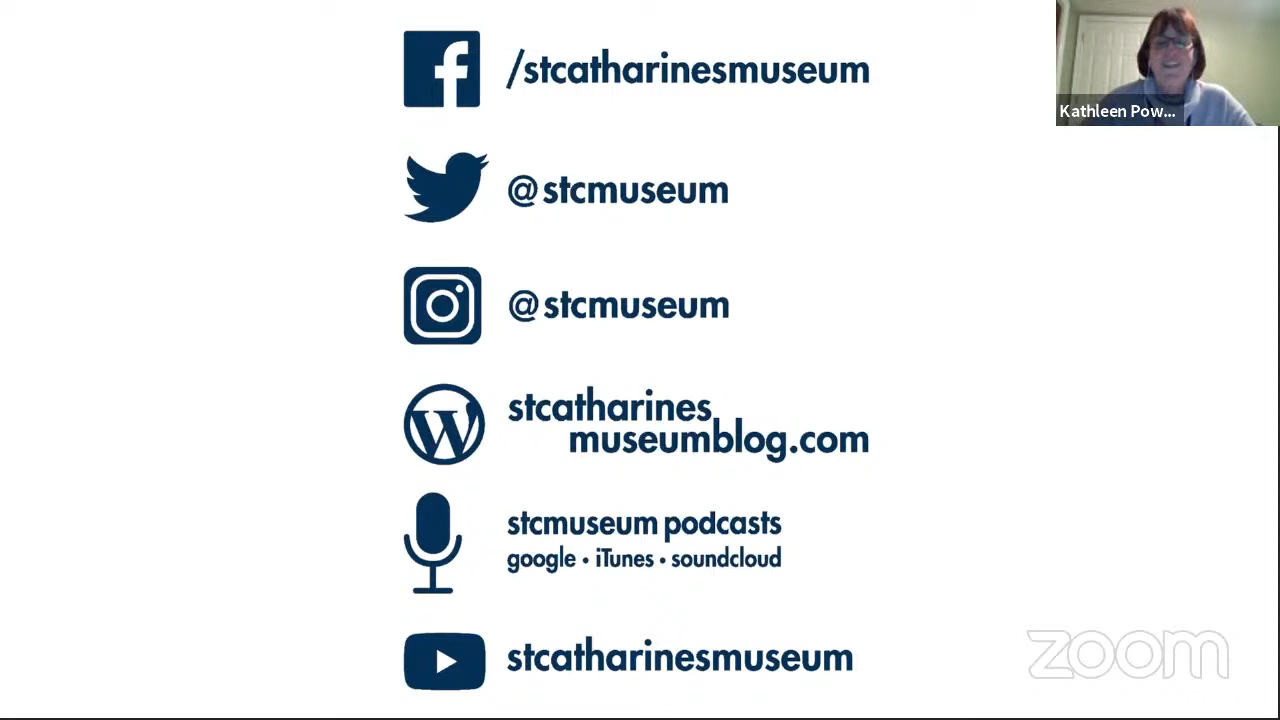 /stcatharinesmuseum
Kathleen Pow...
@stcmuseum
@stcmuseum
stcatharines
museumblog.com
stcmuseum podcasts
google • iTunes • soundcloud
stcatharinesmuseum
zoom